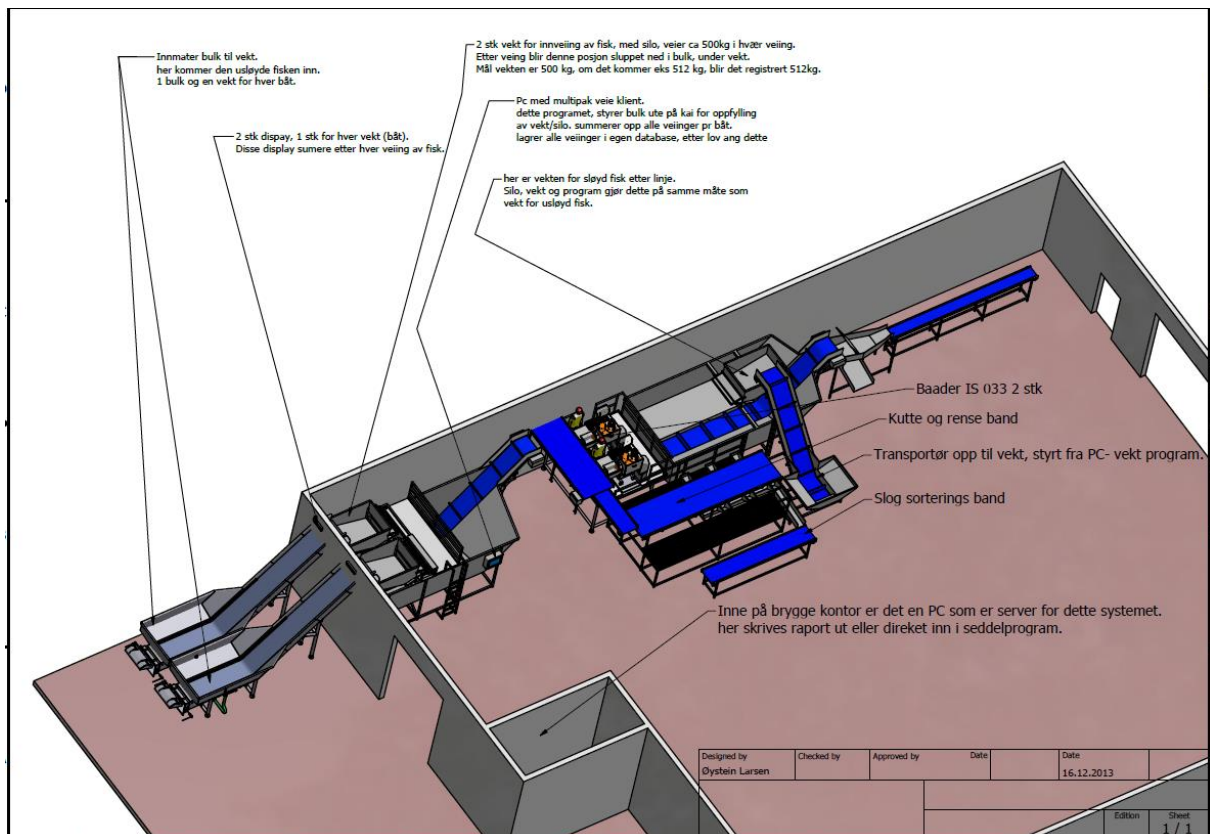 Innmater bulk til vekt.
her kommer den usløyde fisken inn.
1 bulk og en vekt for hver båt.
2 stk vekt for innveiing av fisk, med silo, veier ca 500kg i hvær veiing.
Etter veing blir denne posjon sluppet ned i bulk, under vekt.
Mål vekten er 500 kg, om det kommer eks 512 kg, blir det registrert 512kg.
Pc med multipak veie klient.
dette programet, styrer bulk ute på kai for oppfylling
av vekt/silo. summerer opp alle veiinger pr båt.
lagrer alle veiinger i egen database, etter lov ang dette
2 stk dispay, 1 stk for hver vekt (båt).
Disse display sumere etter hver veiing av fisk.
her er vekten for sløyd fisk etter linje.
Silo, vekt og program gjør dette på samme måte som
vekt for usløyd fisk.
Baader IS 033 2 stk
Kutte og rense band
Transportør opp til vekt, styrt fra PC- vekt program.
Slog sorterings band
Inne på brygge kontor er det en PC som er server for dette systemet.
her skrives raport ut eller direket inn i seddelprogram.
Designed by
Øystein Larsen
Checked by
Approved by
Date
Date
16.12.2013
Edition
Sheet
1 / 1